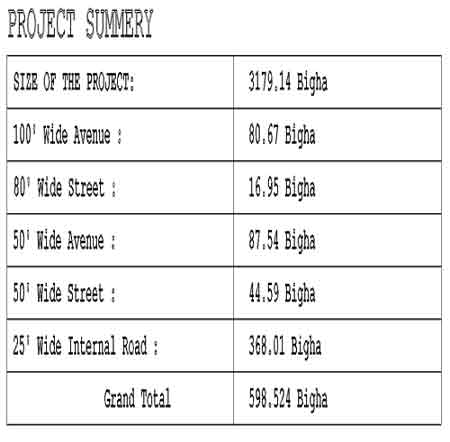 PROJECT SUMMERY
SIZE OF THE PROJECT: 3179.14 Bigha
100' Wide Avenue : 80.67 Bigha
80' Wide Street : 16.95 Bigha
50' Wide Avenue : 87.54 Bigha
50' Wide Street : 44.59 Bigha
25' Wide Internal Road : 368.01 Bigha
Grand Total 598.524 Bigha